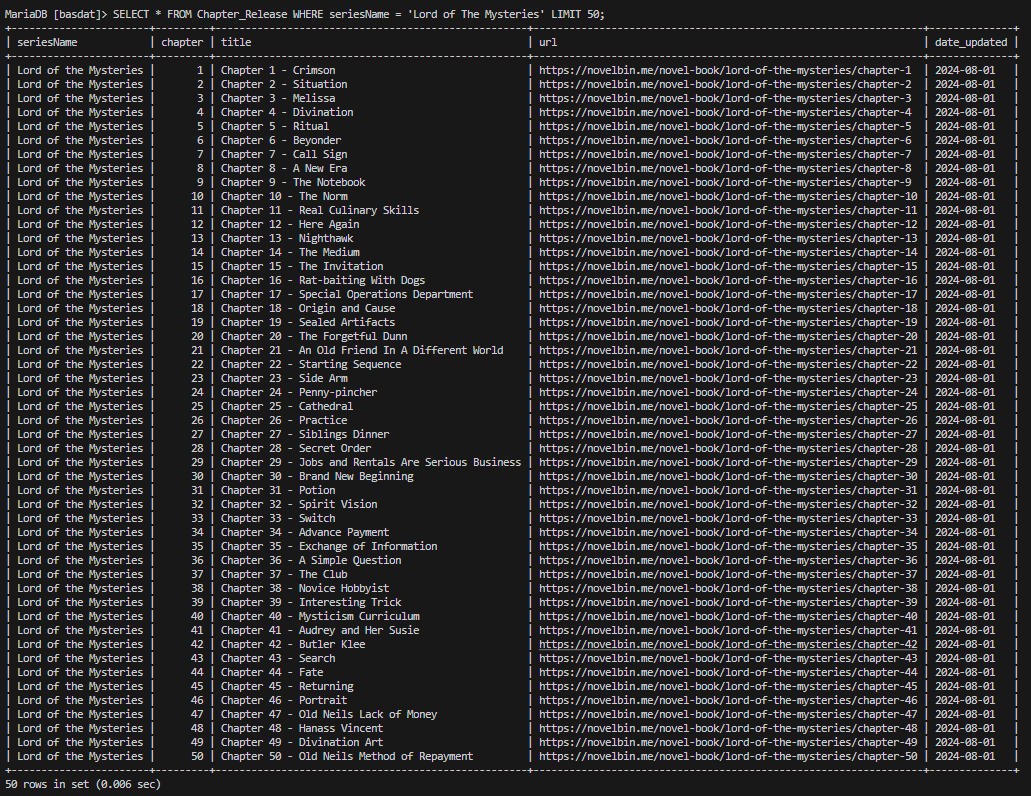 MariaDB [basdat]> SELECT * FROM Chapter_Release WHERE seriesName = 'Lord of The Mysteries' LIMIT 50;
| seriesName | chapter | title | url | date_updated |
| Lord of the Mysteries | 1 | Chapter 1 - Crimson | https://novelbin.me/novel-book/lord-of-the-mysteries/chapter-1 | 2024-08-01 |
| Lord of the Mysteries | 2 | Chapter 2 - Situation | https://novelbin.me/novel-book/lord-of-the-mysteries/chapter-2 | 2024-08-01 |
| Lord of the Mysteries | 3 | Chapter 3 - Melissa | https://novelbin.me/novel-book/lord-of-the-mysteries/chapter-3 | 2024-08-01 |
| Lord of the Mysteries | 4 | Chapter 4 - Divination | https://novelbin.me/novel-book/lord-of-the-mysteries/chapter-4 | 2024-08-01 |
| Lord of the Mysteries | 5 | Chapter 5 - Ritual | https://novelbin.me/novel-book/lord-of-the-mysteries/chapter-5 | 2024-08-01 |
| Lord of the Mysteries | 6 | Chapter 6 - Beyonder | https://novelbin.me/novel-book/lord-of-the-mysteries/chapter-6 | 2024-08-01 |
| Lord of the Mysteries | 7 | Chapter 7 - Call Sign | https://novelbin.me/novel-book/lord-of-the-mysteries/chapter-7 | 2024-08-01 |
| Lord of the Mysteries | 8 | Chapter 8 - A New Era | https://novelbin.me/novel-book/lord-of-the-mysteries/chapter-8 | 2024-08-01 |
| Lord of the Mysteries | 9 | Chapter 9 - The Notebook | https://novelbin.me/novel-book/lord-of-the-mysteries/chapter-9 | 2024-08-01 |
| Lord of the Mysteries | 10 | Chapter 10 - The Norm | https://novelbin.me/novel-book/lord-of-the-mysteries/chapter-10 | 2024-08-01 |
| Lord of the Mysteries | 11 | Chapter 11 - Real Culinary Skills | https://novelbin.me/novel-book/lord-of-the-mysteries/chapter-11 | 2024-08-01 |
| Lord of the Mysteries | 12 | Chapter 12 - Here Again | https://novelbin.me/novel-book/lord-of-the-mysteries/chapter-12 | 2024-08-01 |
| Lord of the Mysteries | 13 | Chapter 13 - Nighthawk | https://novelbin.me/novel-book/lord-of-the-mysteries/chapter-13 | 2024-08-01 |
| Lord of the Mysteries | 14 | Chapter 14 - The Medium | https://novelbin.me/novel-book/lord-of-the-mysteries/chapter-14 | 2024-08-01 |
| Lord of the Mysteries | 15 | Chapter 15 - The Invitation | https://novelbin.me/novel-book/lord-of-the-mysteries/chapter-15 | 2024-08-01 |
| Lord of the Mysteries | 16 | Chapter 16 - Rat-baiting With Dogs | https://novelbin.me/novel-book/lord-of-the-mysteries/chapter-16 | 2024-08-01 |
| Lord of the Mysteries | 17 | Chapter 17 - Special Operations Department | https://novelbin.me/novel-book/lord-of-the-mysteries/chapter-17 | 2024-08-01 |
| Lord of the Mysteries | 18 | Chapter 18 - Origin and Cause | https://novelbin.me/novel-book/lord-of-the-mysteries/chapter-18 | 2024-08-01 |
| Lord of the Mysteries | 19 | Chapter 19 - Sealed Artifacts | https://novelbin.me/novel-book/lord-of-the-mysteries/chapter-19 | 2024-08-01 |
| Lord of the Mysteries | 20 | Chapter 20 - The Forgetful Dunn | https://novelbin.me/novel-book/lord-of-the-mysteries/chapter-20 | 2024-08-01 |
| Lord of the Mysteries | 21 | Chapter 21 - An Old Friend In A Different World | https://novelbin.me/novel-book/lord-of-the-mysteries/chapter-21 | 2024-08-01 |
| Lord of the Mysteries | 22 | Chapter 22 - Starting Sequence | https://novelbin.me/novel-book/lord-of-the-mysteries/chapter-22 | 2024-08-01 |
| Lord of the Mysteries | 23 | Chapter 23 - Side Arm | https://novelbin.me/novel-book/lord-of-the-mysteries/chapter-23 | 2024-08-01 |
| Lord of the Mysteries | 24 | Chapter 24 - Penny-pincher | https://novelbin.me/novel-book/lord-of-the-mysteries/chapter-24 | 2024-08-01 |
| Lord of the Mysteries | 25 | Chapter 25 - Cathedral | https://novelbin.me/novel-book/lord-of-the-mysteries/chapter-25 | 2024-08-01 |
| Lord of the Mysteries | 26 | Chapter 26 - Practice | https://novelbin.me/novel-book/lord-of-the-mysteries/chapter-26 | 2024-08-01 |
| Lord of the Mysteries | 27 | Chapter 27 - Siblings Dinner | https://novelbin.me/novel-book/lord-of-the-mysteries/chapter-27 | 2024-08-01 |
| Lord of the Mysteries | 28 | Chapter 28 - Secret Order | https://novelbin.me/novel-book/lord-of-the-mysteries/chapter-28 | 2024-08-01 |
| Lord of the Mysteries | 29 | Chapter 29 - Jobs and Rentals Are Serious Business | https://novelbin.me/novel-book/lord-of-the-mysteries/chapter-29 | 2024-08-01 |
| Lord of the Mysteries | 30 | Chapter 30 - Brand New Beginning | https://novelbin.me/novel-book/lord-of-the-mysteries/chapter-30 | 2024-08-01 |
| Lord of the Mysteries | 31 | Chapter 31 - Potion | https://novelbin.me/novel-book/lord-of-the-mysteries/chapter-31 | 2024-08-01 |
| Lord of the Mysteries | 32 | Chapter 32 - Spirit Vision | https://novelbin.me/novel-book/lord-of-the-mysteries/chapter-32 | 2024-08-01 |
| Lord of the Mysteries | 33 | Chapter 33 - Switch | https://novelbin.me/novel-book/lord-of-the-mysteries/chapter-33 | 2024-08-01 |
| Lord of the Mysteries | 34 | Chapter 34 - Advance Payment | https://novelbin.me/novel-book/lord-of-the-mysteries/chapter-34 | 2024-08-01 |
| Lord of the Mysteries | 35 | Chapter 35 - Exchange of Information | https://novelbin.me/novel-book/lord-of-the-mysteries/chapter-35 | 2024-08-01 |
| Lord of the Mysteries | 36 | Chapter 36 - A Simple Question | https://novelbin.me/novel-book/lord-of-the-mysteries/chapter-36 | 2024-08-01 |
| Lord of the Mysteries | 37 | Chapter 37 - The Club | https://novelbin.me/novel-book/lord-of-the-mysteries/chapter-37 | 2024-08-01 |
| Lord of the Mysteries | 38 | Chapter 38 - Novice Hobbyist | https://novelbin.me/novel-book/lord-of-the-mysteries/chapter-38 | 2024-08-01 |
| Lord of the Mysteries | 39 | Chapter 39 - Interesting Trick | https://novelbin.me/novel-book/lord-of-the-mysteries/chapter-39 | 2024-08-01 |
| Lord of the Mysteries | 40 | Chapter 40 - Mysticism Curriculum | https://novelbin.me/novel-book/lord-of-the-mysteries/chapter-40 | 2024-08-01 |
| Lord of the Mysteries | 41 | Chapter 41 - Audrey and Her Susie | https://novelbin.me/novel-book/lord-of-the-mysteries/chapter-41 | 2024-08-01 |
| Lord of the Mysteries | 42 | Chapter 42 - Butler Klee | https://novelbin.me/novel-book/lord-of-the-mysteries/chapter-42 | 2024-08-01 |
| Lord of the Mysteries | 43 | Chapter 43 - Search | https://novelbin.me/novel-book/lord-of-the-mysteries/chapter-43 | 2024-08-01 |
| Lord of the Mysteries | 44 | Chapter 44 - Fate | https://novelbin.me/novel-book/lord-of-the-mysteries/chapter-44 | 2024-08-01 |
| Lord of the Mysteries | 45 | Chapter 45 - Returning | https://novelbin.me/novel-book/lord-of-the-mysteries/chapter-45 | 2024-08-01 |
| Lord of the Mysteries | 46 | Chapter 46 - Portrait | https://novelbin.me/novel-book/lord-of-the-mysteries/chapter-46 | 2024-08-01 |
| Lord of the Mysteries | 47 | Chapter 47 - Old Neils Lack of Money | https://novelbin.me/novel-book/lord-of-the-mysteries/chapter-47 | 2024-08-01 |
| Lord of the Mysteries | 48 | Chapter 48 - Hanass Vincent | https://novelbin.me/novel-book/lord-of-the-mysteries/chapter-48 | 2024-08-01 |
| Lord of the Mysteries | 49 | Chapter 49 - Divination Art | https://novelbin.me/novel-book/lord-of-the-mysteries/chapter-49 | 2024-08-01 |
| Lord of the Mysteries | 50 | Chapter 50 - Old Neils Method of Repayment | https://novelbin.me/novel-book/lord-of-the-mysteries/chapter-50 | 2024-08-01 |
50 rows in set (0.006 sec)